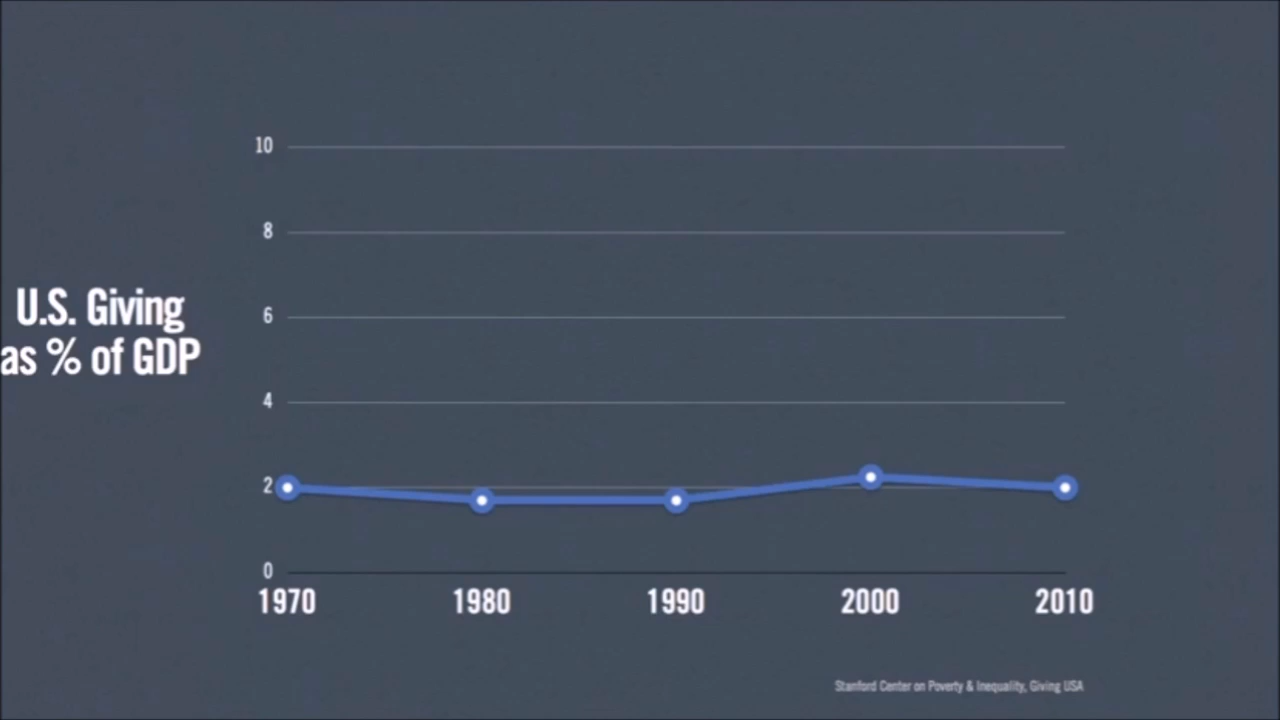 10
8
6
U.S. Giving
as % of GDP
4
2
0
1970 1980 1990 2000 2010
Stanford Center on Poverty & Inequality, Giving USA